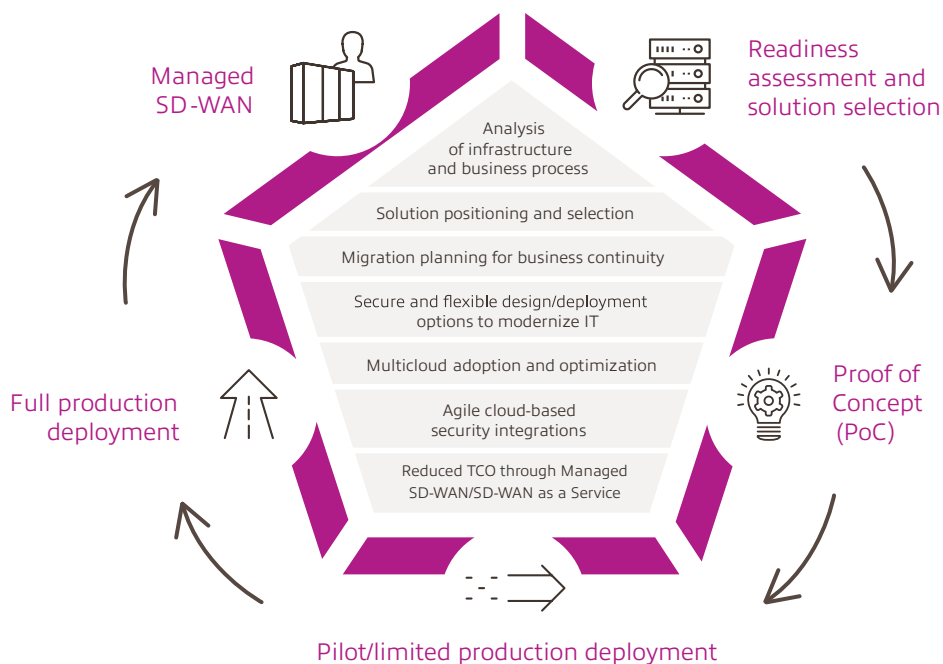 Managed
SD-WAN
Readiness
assessment and
solution selection
Analysis
of infrastructure
and business process
Solution positioning and selection
Migration planning for business continuity
Secure and flexible design/deployment
options to modernize IT
Multicloud adoption and optimization
Agile cloud-based
security integrations
Reduced TCO through Managed
SD-WAN/SD-WAN as a Service
Full production
deployment
Proof of
Concept
(PoC)
Pilot/limited production deployment